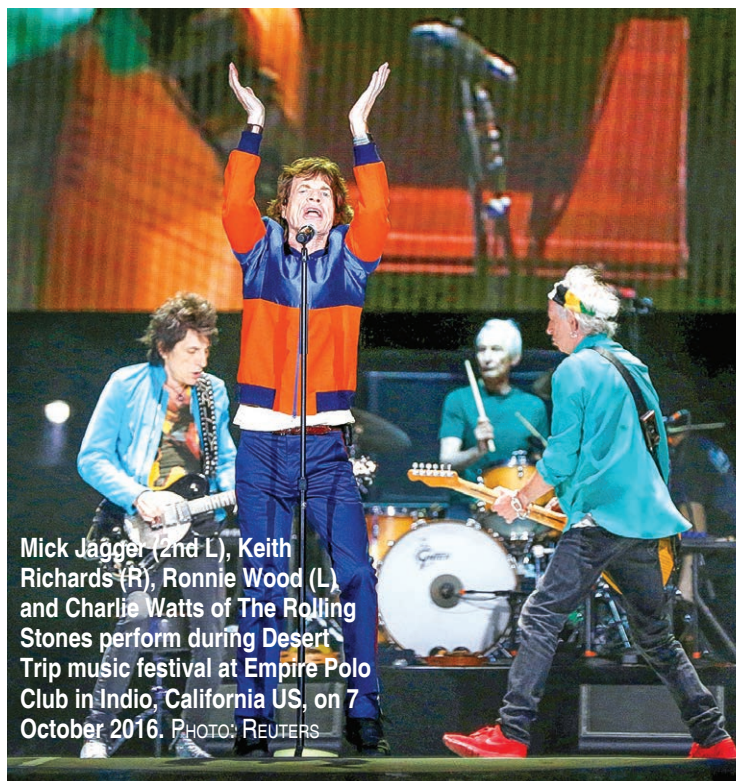 Gretsch
Mick Jagger (2nd L), Keith
Richards (R), Ronnie Wood (L)
and Charlie Watts of The Rolling
Stones perform during Desert
Trip music festival at Empire Polo
Club in Indio, California US, on 7
October 2016. PHOTO: REUTERS